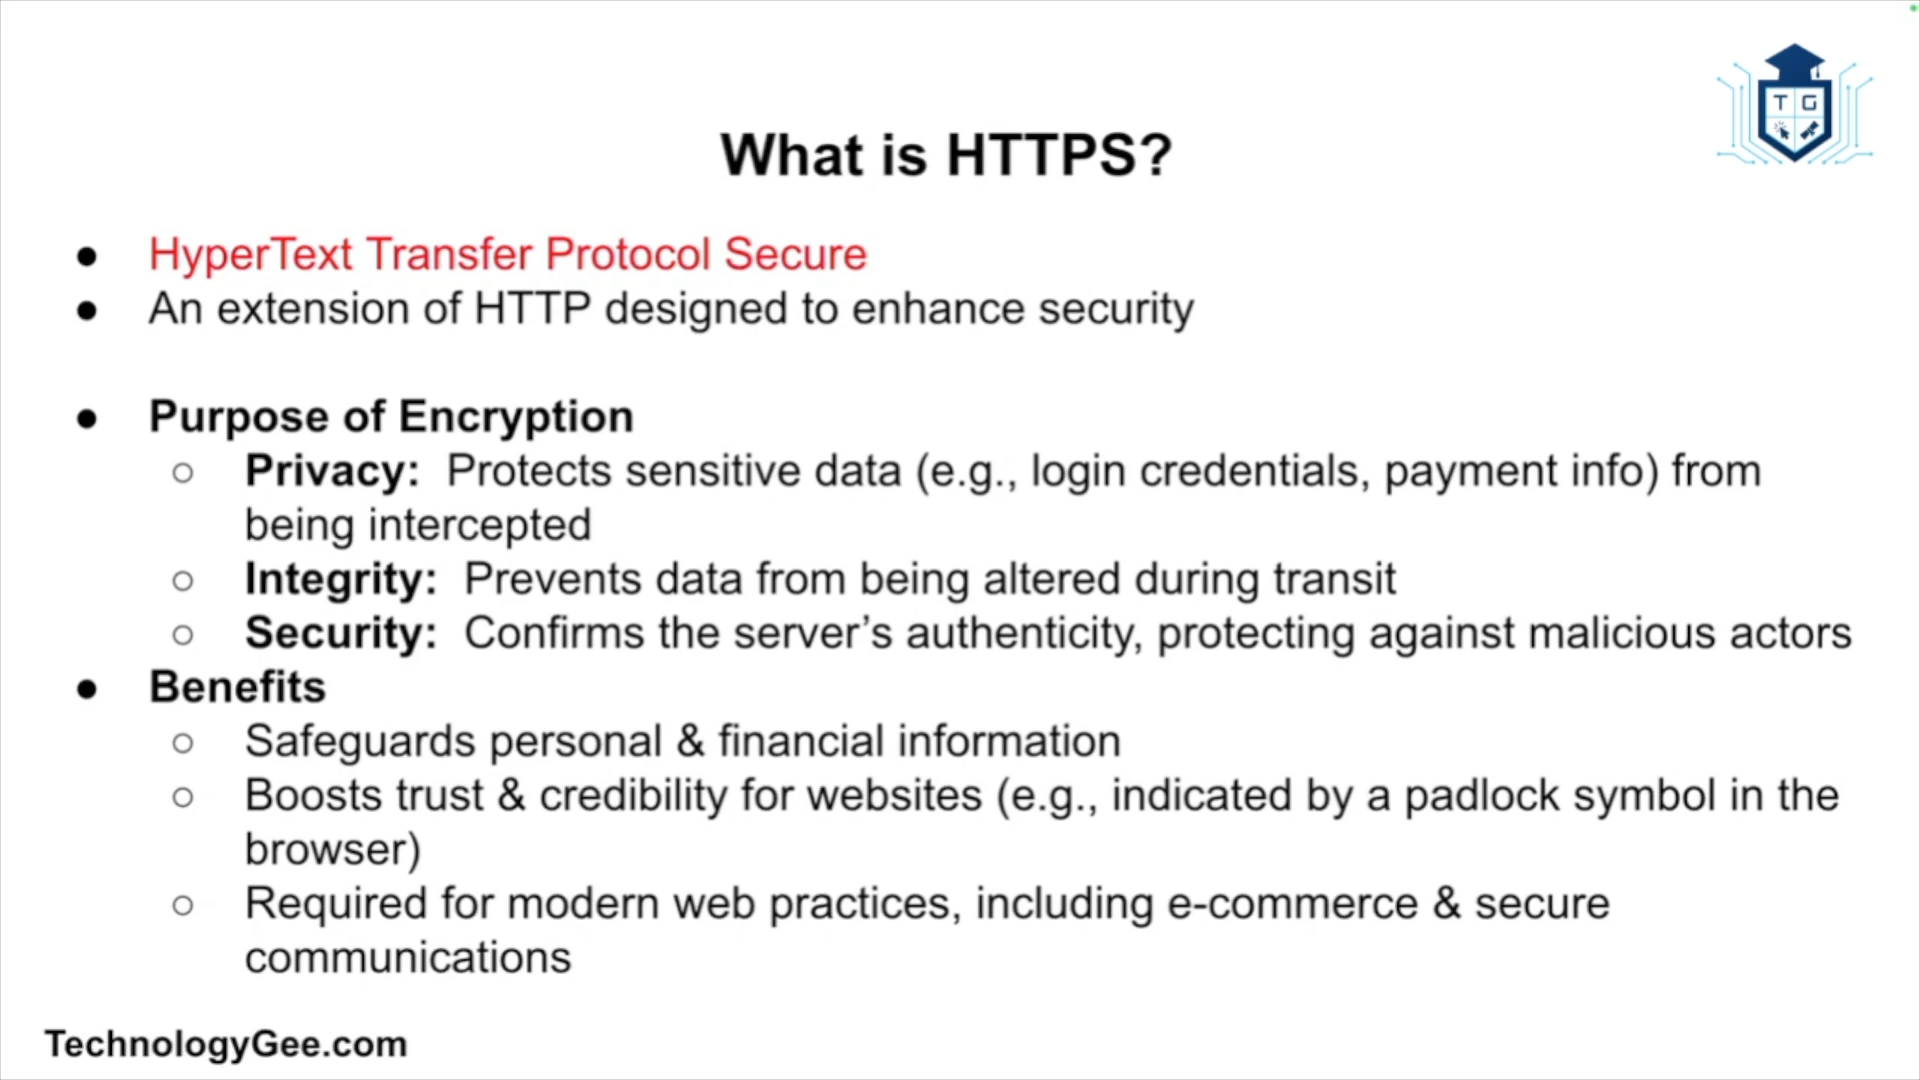 T G
What is HTTPS?
● HyperText Transfer Protocol Secure
● An extension of HTTP designed to enhance security
● Purpose of Encryption
○ Privacy: Protects sensitive data (e.g., login credentials, payment info) from
being intercepted
○ Integrity: Prevents data from being altered during transit
○ Security: Confirms the server’s authenticity, protecting against malicious actors
● Benefits
○ Safeguards personal & financial information
○ Boosts trust & credibility for websites (e.g., indicated by a padlock symbol in the
browser)
○ Required for modern web practices, including e-commerce & secure
communications
TechnologyGee.com